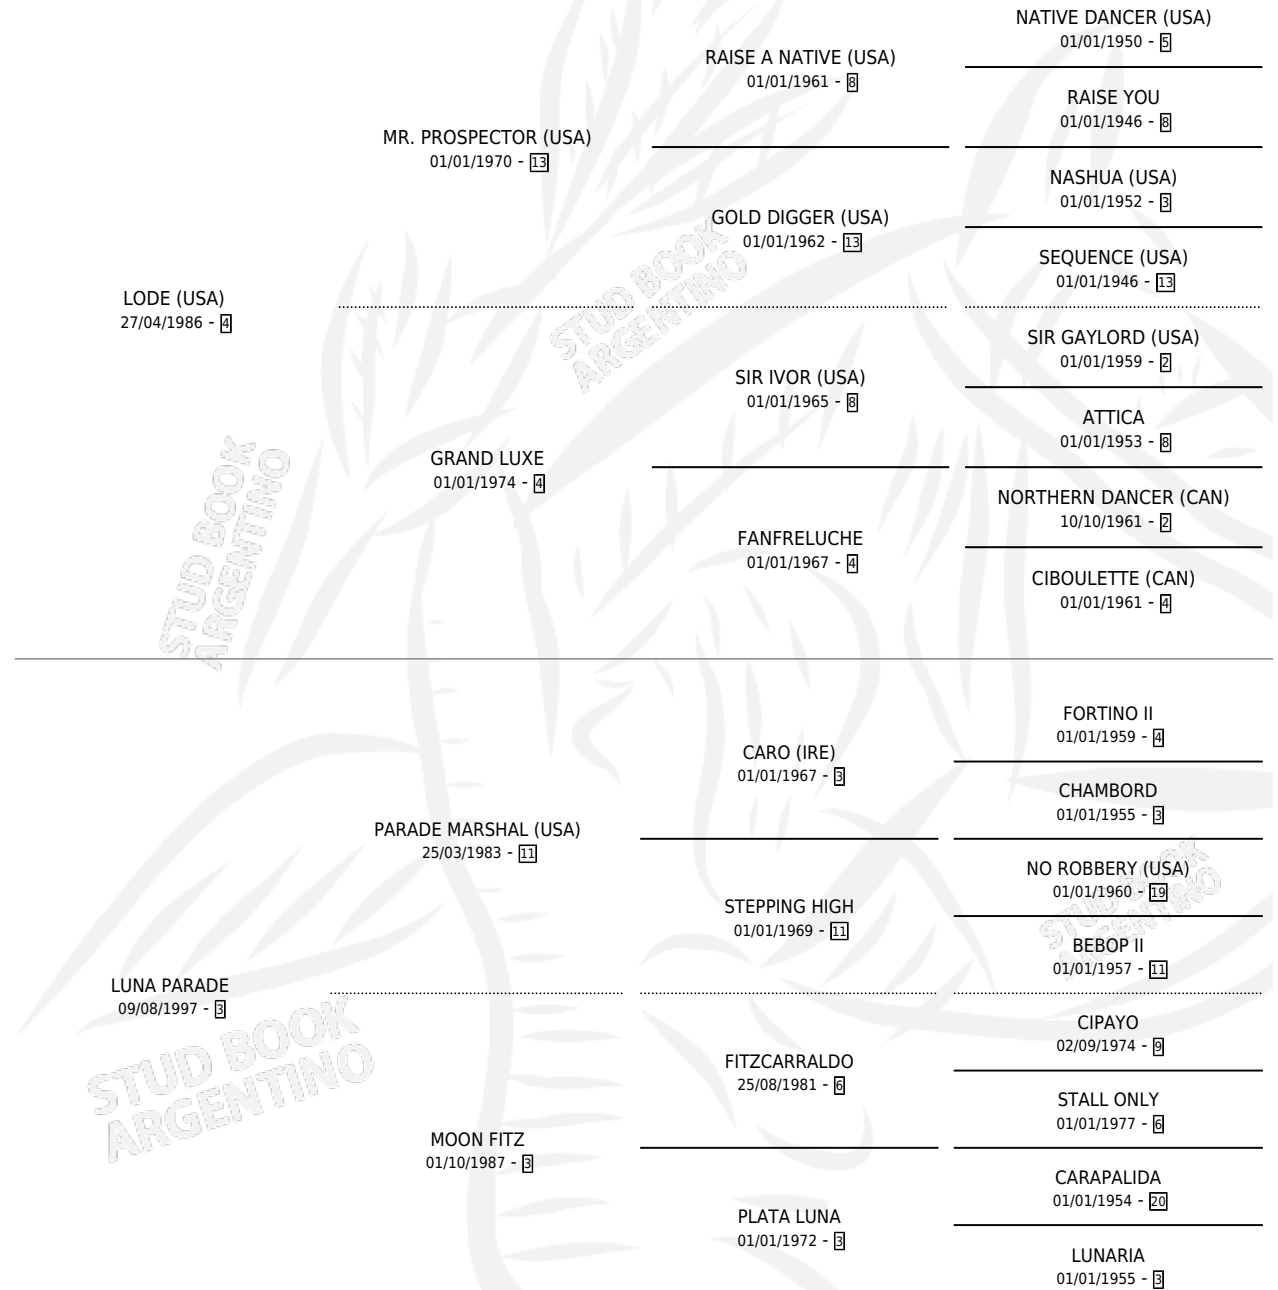 NATIVE DANCER (USA)
01/01/1950 - 5
RAISE A NATIVE (USA)
01/01/1961 - 8
RAISE YOU
01/01/1946 - 8
MR. PROSPECTOR (USA)
01/01/1970 - 13
NASHUA (USA)
01/01/1952 - 3
GOLD DIGGER (USA)
01/01/1962 - 13
SEQUENCE (USA)
01/01/1946 - 13
LODE (USA)
27/04/1986 - 4
STUD BOOK
ARGENTINO
SIR GAYLORD (USA)
01/01/1959 - 2
SIR IVOR (USA)
01/01/1965 - 8
ATTICA
01/01/1953 - 8
GRAND LUXE
01/01/1974 - 4
STUD BOOK
ARGENTINO
NORTHERN DANCER (CAN)
10/10/1961 - 2
FANFRELUCHE
01/01/1967 - 4
CIBOULETTE (CAN)
01/01/1961 - 4
FORTINO II
01/01/1959 - 4
CARO (IRE)
01/01/1967 - 3
CHAMBORD
01/01/1955 - 3
PARADE MARSHAL (USA)
25/03/1983 - 11
NO ROBBERY (USA)
01/01/1960 - 19
STUD BOOK
ARGENTINO
STEPPING HIGH
01/01/1969 - 11
BEBOP II
01/01/1957 - 11
LUNA PARADE
09/08/1997 - 3
STUD BOOK
ARGENTINO
CIPAYO
02/09/1974 - 9
FITZCARRALDO
25/08/1981 - 6
STALL ONLY
01/01/1977 - 6
MOON FITZ
01/10/1987 - 3
CARAPALIDA
01/01/1954 - 20
PLATA LUNA
01/01/1972 - 3
LUNARIA
01/01/1955 - 3